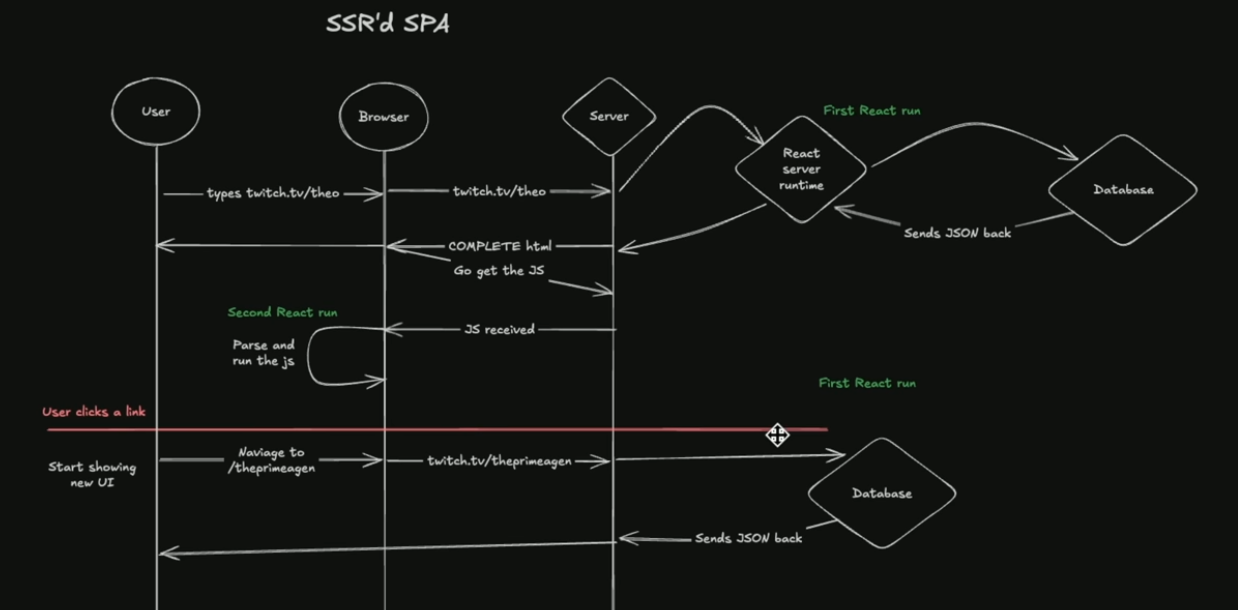 SSR'd SPA
User
Browser
Server
First React run
React
server
runtime
Database
types twitch.tv/theo
twitch.tv/theo
Sends JSON back
COMPLETE html
Go get the JS
Second React run
JS received
Parse and
run the js
First React run
User clicks a link
Naviage to
/theprimeagen
twitch.tv/theprimeagen
Start showing
new UI
Database
Sends JSON back